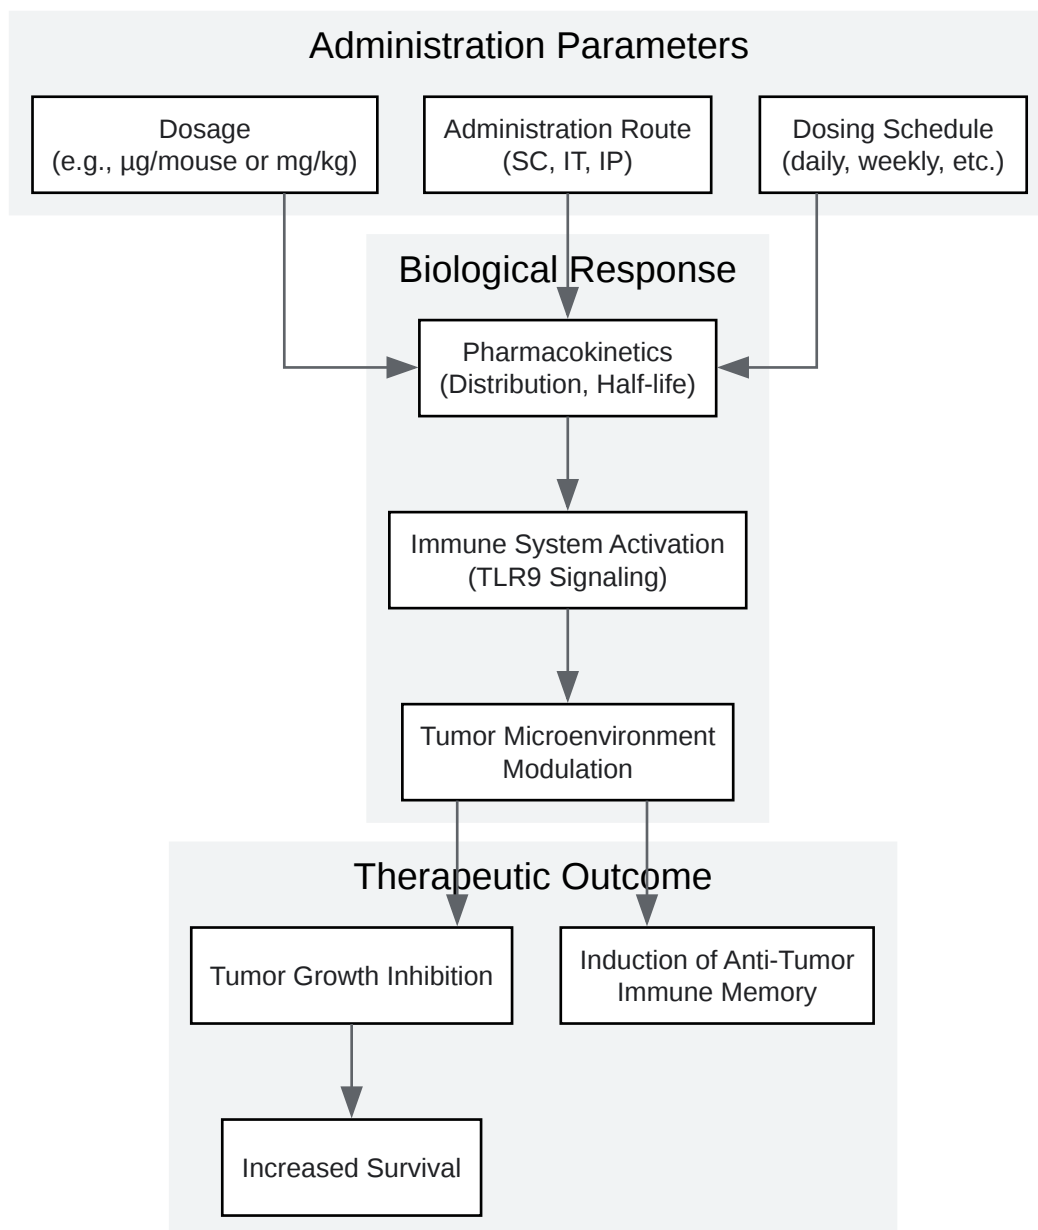 Administration Parameters
Dosage
(e.g., µg/mouse or mg/kg)
Administration Route
(SC, IT, IP)
Dosing Schedule
(daily, weekly, etc.)
Biological Response
Pharmacokinetics
(Distribution, Half-life)
Immune System Activation
(TLR9 Signaling)
Tumor Microenvironment
Modulation
Therapeutic Outcome
Tumor Growth Inhibition
Induction of Anti-Tumor
Immune Memory
Increased Survival